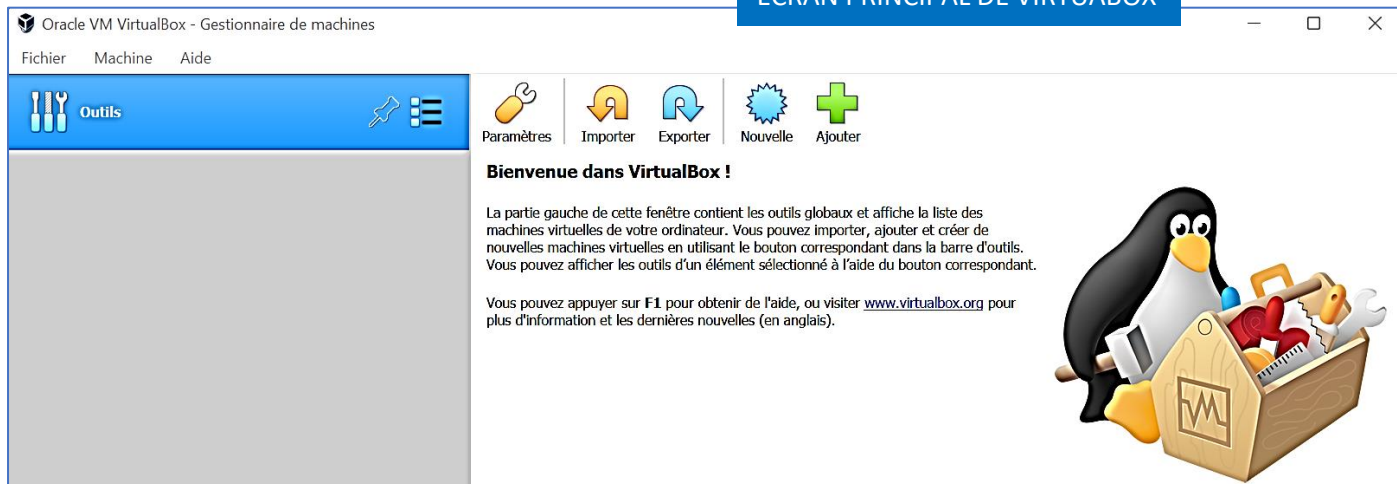 ECRAN PRINCIPAL DE VIRTUABOX
Oracle VM VirtualBox - Gestionnaire de machines
Fichier Machine Aide
Outils
Paramètres Importer Exporter Nouvelle Ajouter
Bienvenue dans VirtualBox !
La partie gauche de cette fenêtre contient les outils globaux et affiche la liste des
machines virtuelles de votre ordinateur. Vous pouvez importer, ajouter et créer de
nouvelles machines virtuelles en utilisant le bouton correspondant dans la barre d'outils.
Vous pouvez afficher les outils d'un élément sélectionné à l'aide du bouton correspondant.
Vous pouvez appuyer sur F1 pour obtenir de l'aide, ou visiter www.virtualbox.org pour
plus d'information et les dernières nouvelles (en anglais).